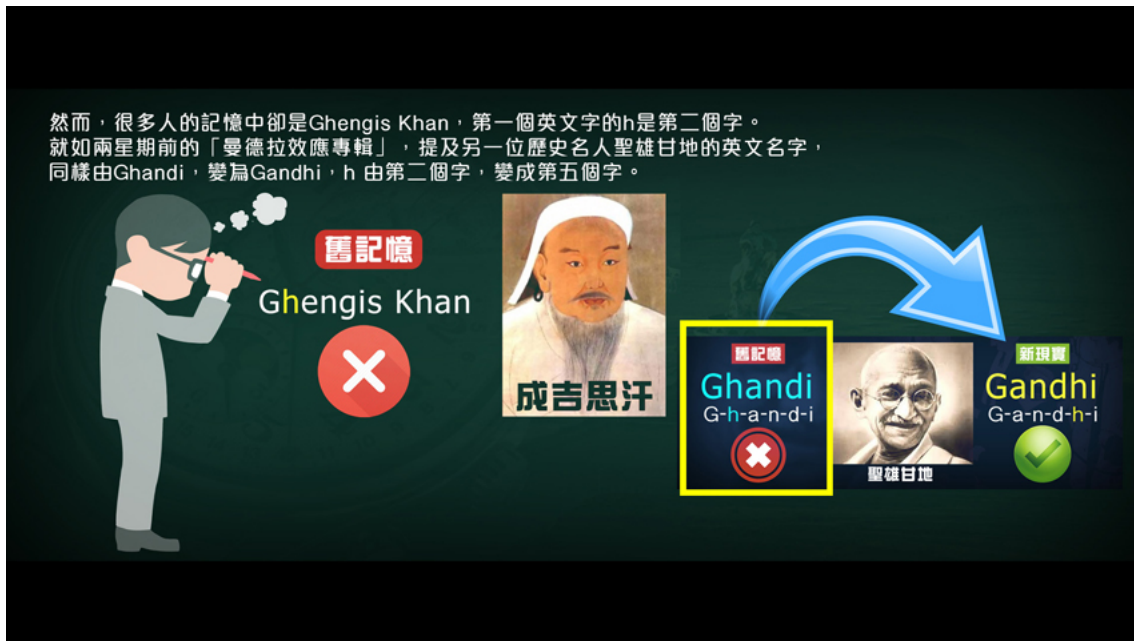 然而，很多人的記憶中卻是Ghengis Khan，第一個英文字的h是第二個字。
就如兩星期前的「曼德拉效應專輯」，提及另一位歷史名人聖雄甘地的英文名字，
同樣由Ghandi，變為Gandhi，h 由第二個字，變成第五個字。
舊記憶
Ghengis Khan
成吉思汗
舊記憶
Ghandi
G-h-a-n-d-i
聖雄甘地
新現實
Gandhi
G-a-n-d-h-i